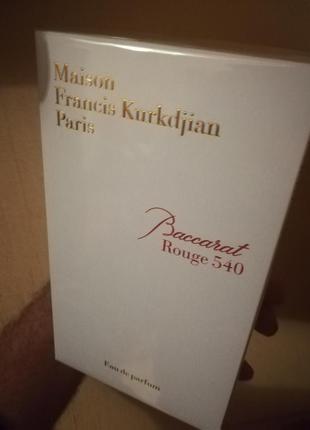 Maison
Francis Kurkdjian
Paris
Baccarat
Rouge 540
Eau de parfum